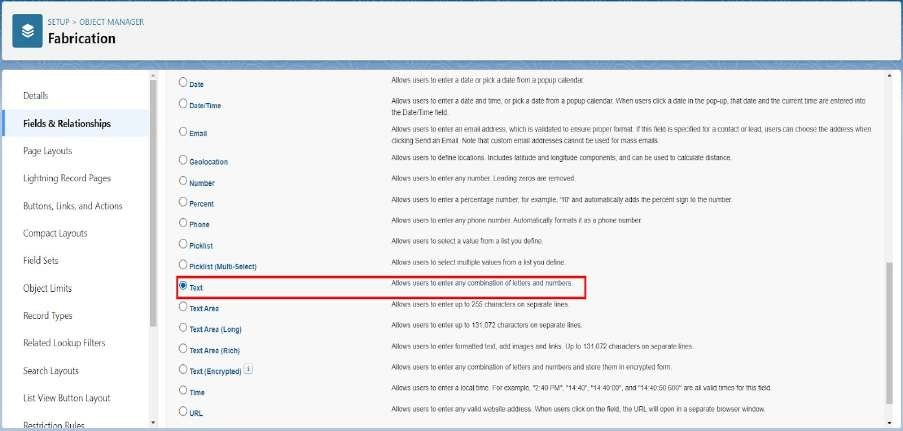 SETUP > OBJECT MANAGER
Fabrication
Details
Fields & Relationships
Page Layouts
Lightning Record Pages
Buttons, Links, and Actions
Compact Layouts
Field Sets
Object Limits
Record Types
Related Lookup Filters
Search Layouts
List View Button Layout
Restriction Rules
Date Allows users to enter a date or pick a date from a popup calendar.
Date/Time Allows users to enter a date and time, or pick a date from a popup calendar. When users click a date in the pop-up, that date and the current time are entered into
the Date/Time field.
Email Allows users to enter an email address, which is validated to ensure proper format. If this field is specified for a contact or lead, users can choose the address when
clicking Send an Email. Note that custom email addresses cannot be used for mass emails.
Geolocation Allows users to define locations. Includes latitude and longitude components, and can be used to calculate distance.
Number Allows users to enter any number. Leading zeros are removed.
Percent Allows users to enter a percentage number, for example, '10' and automatically adds the percent sign to the number.
Phone Allows users to enter any phone number. Automatically formats it as a phone number.
Picklist Allows users to select a value from a list you define.
Picklist (Multi-Select) Allows users to select multiple values from a list you define.
Text Allows users to enter any combination of letters and numbers.
Text Area Allows users to enter up to 255 characters on separate lines.
Text Area (Long) Allows users to enter up to 131,072 characters on separate lines.
Text Area (Rich) Allows users to enter formatted text, add images and links. Up to 131,072 characters on separate lines.
Text (Encrypted) i Allows users to enter any combination of letters and numbers and store them in encrypted form.
Time Allows users to enter a local time. For example, "2:40 PM", "14:40", "14:40:00", and "14:40:50.600" are all valid times for this field.
URL Allows users to enter any valid website address. When users click on the field, the URL will open in a separate browser window.